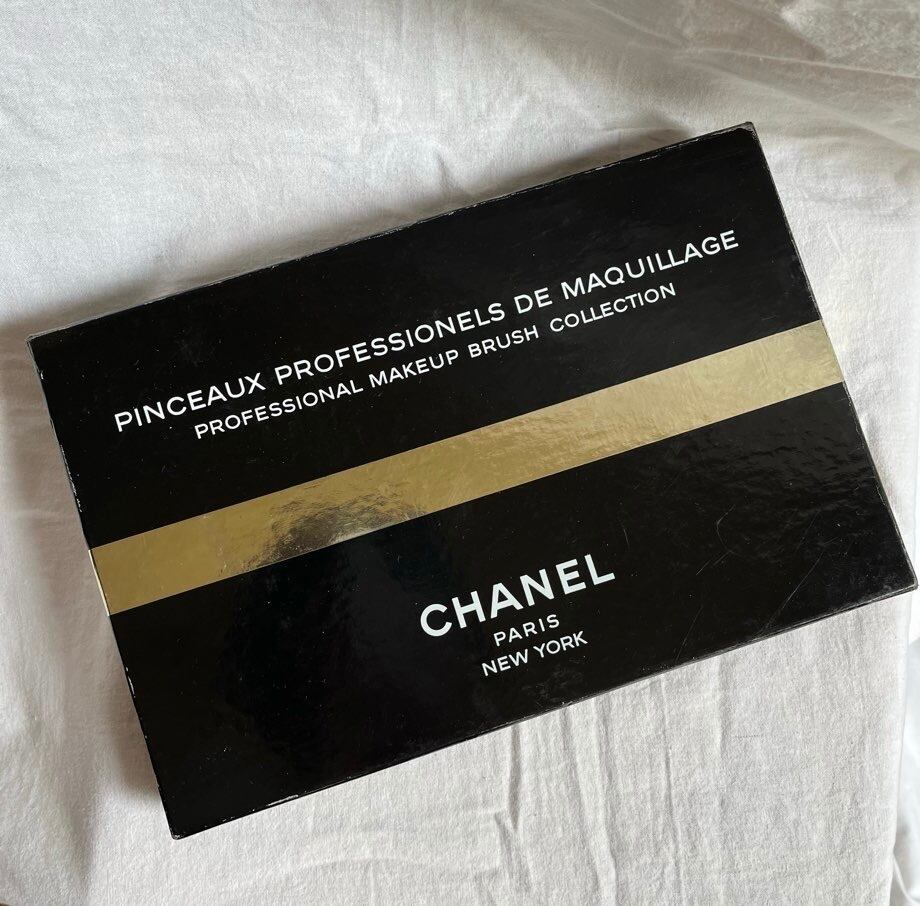 PINCEAUX PROFESSIONELS DE MAQUILLAGE
PROFESSIONAL MAKEUP BRUSH COLLECTION
CHANEL
PARIS
NEW YORK